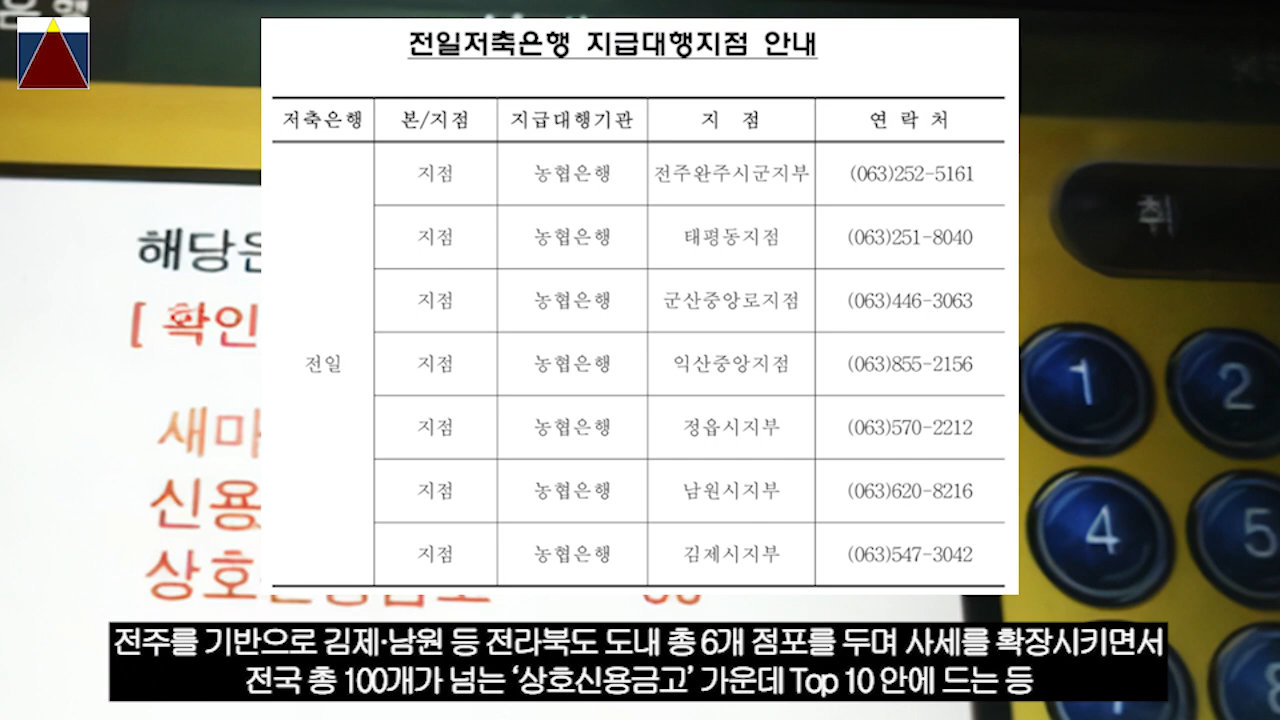 전일저축은행 지급대행지점 안내
저축은행 본/지점 지급대행기관 지 점 연 락 처
지점 농협은행 전주완주시군지부 (063)252-5161
지점 농협은행 태평동지점 (063)251-8040
지점 농협은행 군산중앙로지점 (063)446-3063
전일 지점 농협은행 익산중앙지점 (063)855-2156
지점 농협은행 정읍시지부 (063)570-2212
지점 농협은행 남원시지부 (063)620-8216
지점 농협은행 김제시지부 (063)547-3042
해당은
[ 확인
새마
신용
상호
취
1 2
4 5
전주를 기반으로 김제·남원 등 전라북도 도내 총 6개 점포를 두며 사세를 확장시키면서
전국 총 100개가 넘는 ‘상호신용금고’ 가운데 Top 10 안에 드는 등